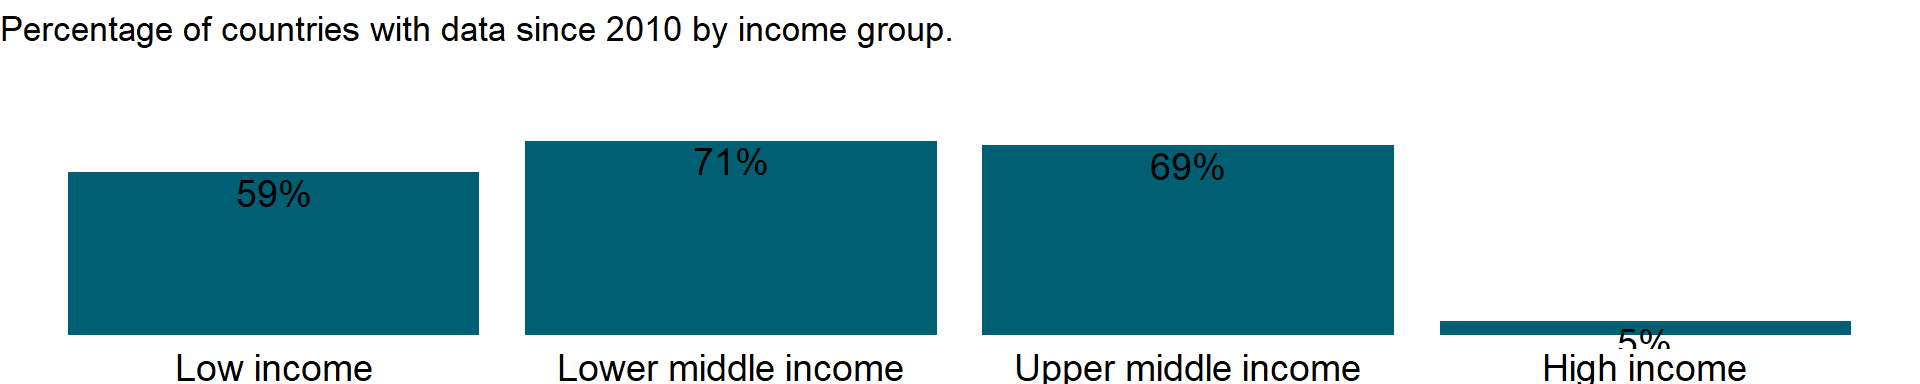 Percentage of countries with data since 2010 by income group.
59%
71%
69%
5%
Low income
Lower middle income
Upper middle income
High income